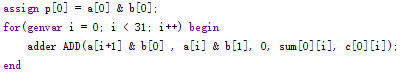 assign p[0] = a[0] & b[0];
for(genvar i = 0; i < 31; i++) begin
    adder ADD(a[i+1] & b[0] , a[i] & b[1], 0, sum[0][i], c[0][i]);
end